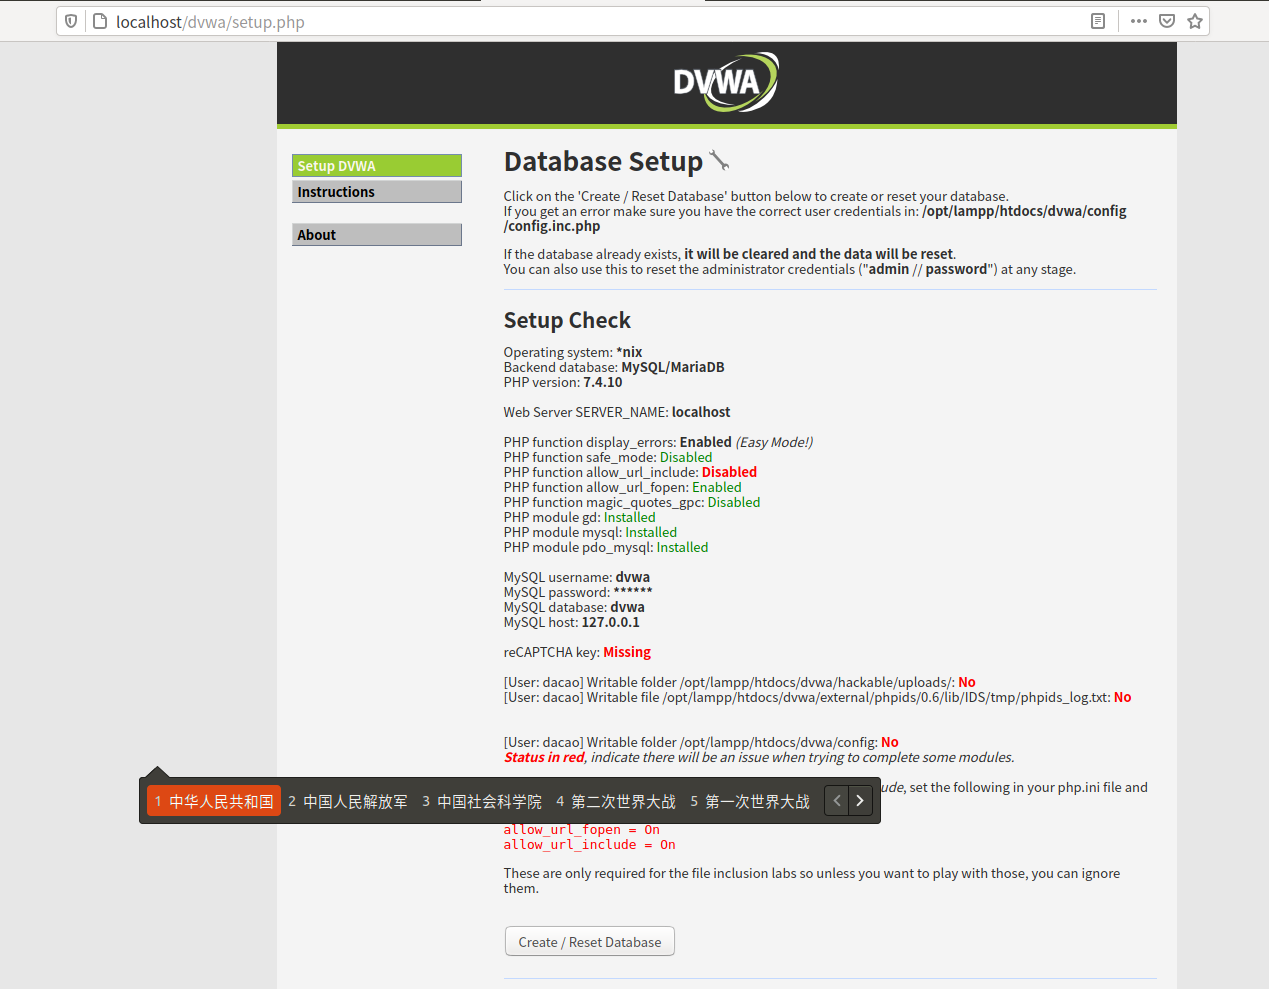 localhost/dvwa/setup.php
DVWA
Setup DVWA
Instructions
About
Database Setup
Click on the 'Create / Reset Database' button below to create or reset your database.
If you get an error make sure you have the correct user credentials in: /opt/lampp/htdocs/dvwa/config
/config.inc.php
If the database already exists, it will be cleared and the data will be reset.
You can also use this to reset the administrator credentials ("admin // password") at any stage.
Setup Check
Operating system: *nix
Backend database: MySQL/MariaDB
PHP version: 7.4.10
Web Server SERVER_NAME: localhost
PHP function display_errors: Enabled (Easy Mode!)
PHP function safe_mode: Disabled
PHP function allow_url_include: Disabled
PHP function allow_url_fopen: Enabled
PHP function magic_quotes_gpc: Disabled
PHP module gd: Installed
PHP module mysql: Installed
PHP module pdo_mysql: Installed
MySQL username: dvwa
MySQL password: ******
MySQL database: dvwa
MySQL host: 127.0.0.1
reCAPTCHA key: Missing
[User: dacao] Writable folder /opt/lampp/htdocs/dvwa/hackable/uploads/: No
[User: dacao] Writable file /opt/lampp/htdocs/dvwa/external/phpids/0.6/lib/IDS/tmp/phpids_log.txt: No
[User: dacao] Writable folder /opt/lampp/htdocs/dvwa/config: No
Status in red, indicate there will be an issue when trying to complete some modules.
ude, set the following in your php.ini file and
1 中华人民共和国 2 中国人民解放军 3 中国社会科学院 4 第二次世界大战 5 第一次世界大战
allow_url_fopen = On
allow_url_include = On
These are only required for the file inclusion labs so unless you want to play with those, you can ignore
them.
Create / Reset Database